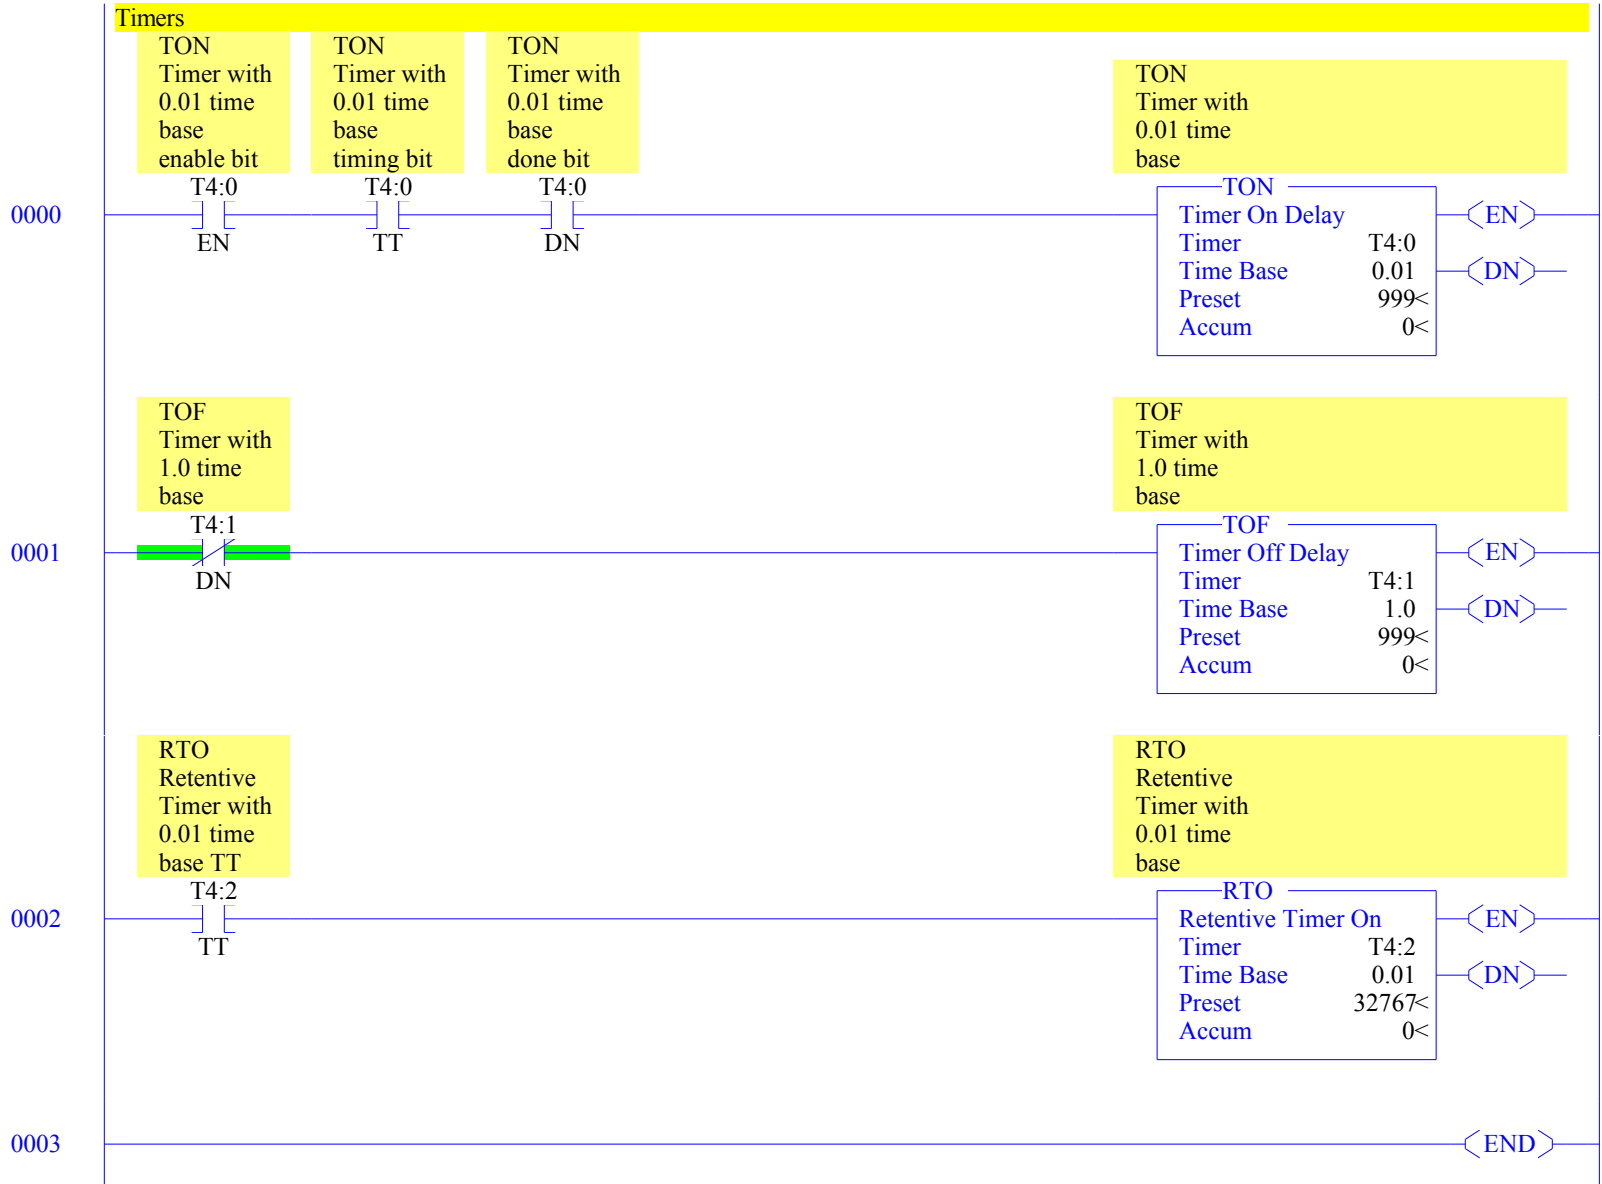 Timers
TON
Timer with
0.01 time
base
enable bit
T4:0
EN
TON
Timer with
0.01 time
base
timing bit
T4:0
TT
TON
Timer with
0.01 time
base
done bit
T4:0
DN
TON
Timer with
0.01 time
base
0000
TON
Timer On Delay
Timer T4:0
Time Base 0.01
Preset 999<
Accum 0<
EN
DN
TOF
Timer with
1.0 time
base
T4:1
DN
TOF
Timer with
1.0 time
base
0001
TOF
Timer Off Delay
Timer T4:1
Time Base 1.0
Preset 999<
Accum 0<
EN
DN
RTO
Retentive
Timer with
0.01 time
base TT
T4:2
TT
RTO
Retentive
Timer with
0.01 time
base
0002
RTO
Retentive Timer On
Timer T4:2
Time Base 0.01
Preset 32767<
Accum 0<
EN
DN
0003
END